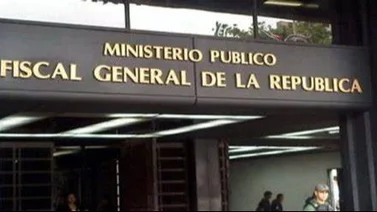 MINISTERIO PUBLICO
FISCAL GENERAL DE LA REPUBLICA